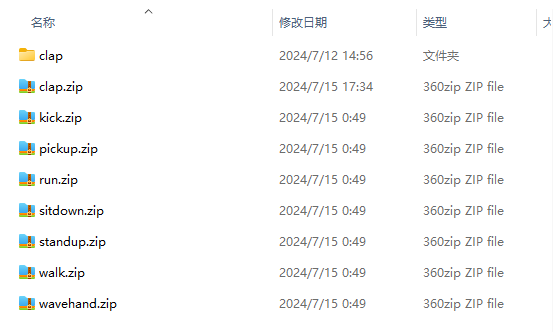 名称 修改日期 类型
clap 2024/7/12 14:56 文件夹
clap.zip 2024/7/15 17:34 360zip ZIP file
kick.zip 2024/7/15 0:49 360zip ZIP file
pickup.zip 2024/7/15 0:49 360zip ZIP file
run.zip 2024/7/15 0:49 360zip ZIP file
sitdown.zip 2024/7/15 0:49 360zip ZIP file
standup.zip 2024/7/15 0:49 360zip ZIP file
walk.zip 2024/7/15 0:49 360zip ZIP file
wavehand.zip 2024/7/15 0:49 360zip ZIP file